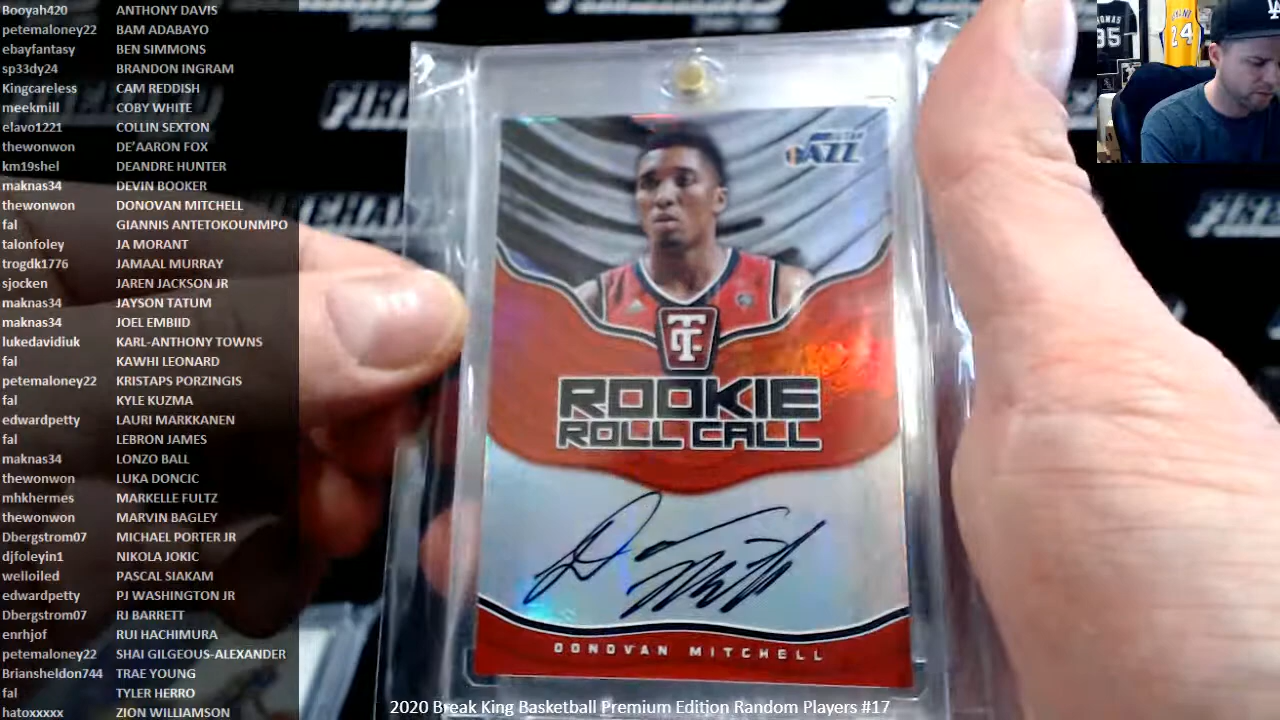 Booyah420 ANTHONY DAVIS
petemaloney22 BAM ADABAYO
ebayfantasy BEN SIMMONS
sp33dy24 BRANDON INGRAM
Kingcareless CAM REDDISH
meekmill COBY WHITE
elavo1221 COLLIN SEXTON
thewonwon DE'AARON FOX
km19shel DEANDRE HUNTER
maknas34 DEVIN BOOKER
thewonwon DONOVAN MITCHELL
fal GIANNIS ANTETOKOUNMPO
talonfoley JA MORANT
trogdk1776 JAMAAL MURRAY
sjocken JAREN JACKSON JR
maknas34 JAYSON TATUM
maknas34 JOEL EMBIID
lukedavidiuk KARL-ANTHONY TOWNS
fal KAWHI LEONARD
petemaloney22 KRISTAPS PORZINGIS
fal KYLE KUZMA
edwardpetty LAURI MARKKANEN
fal LEBRON JAMES
maknas34 LONZO BALL
thewonwon LUKA DONCIC
mhkhermes MARKELLE FULTZ
thewonwon MARVIN BAGLEY
Dbergstrom07 MICHAEL PORTER JR
djfoleyin1 NIKOLA JOKIC
welloiled PASCAL SIAKAM
edwardpetty PJ WASHINGTON JR
Dbergstrom07 RJ BARRETT
enrhjof RUI HACHIMURA
petemaloney22 SHAI GILGEOUS-ALEXANDER
Briansheldon744 TRAE YOUNG
fal TYLER HERRO
hatoxxxxx ZION WILLIAMSON
UTAH
JAZZ
ROOKIE
ROLL CALL
DONOVAN MITCHELL
24
LA
2020 Break King Basketball Premium Edition Random Players #17